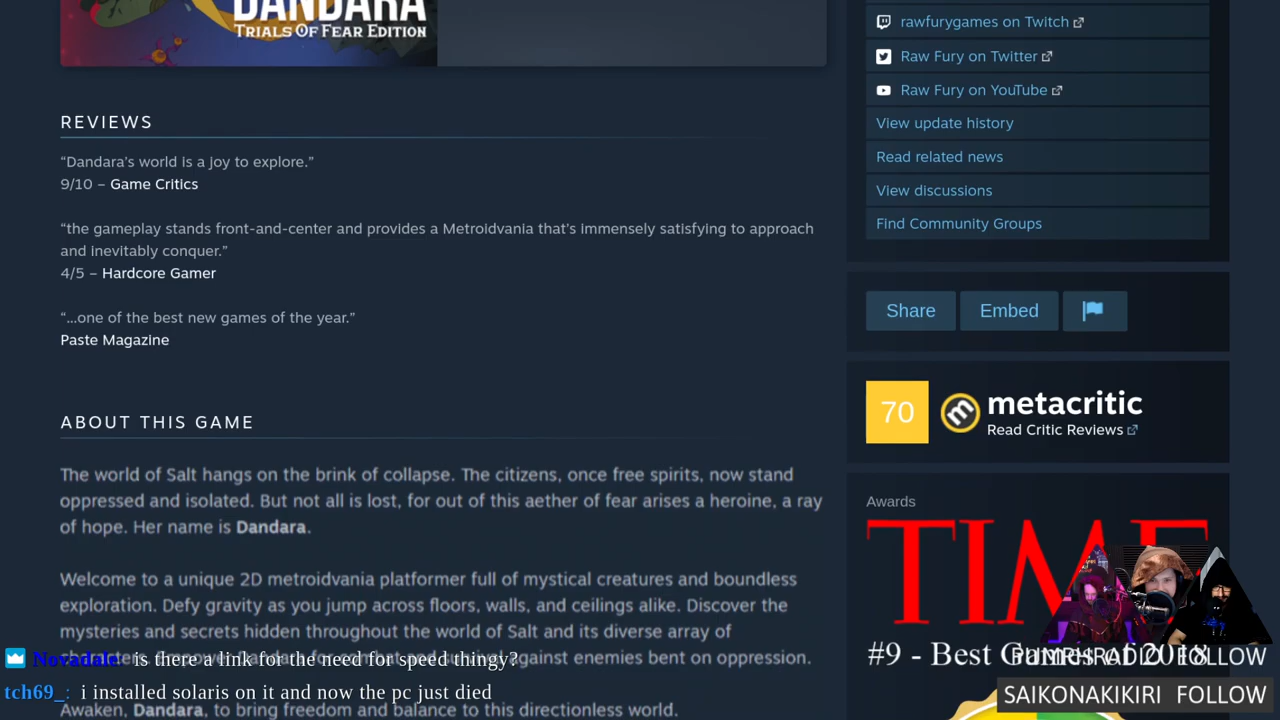 DANDARA
TRIALS OF FEAR EDITION
REVIEWS
“Dandara's world is a joy to explore.”
9/10 – Game Critics
“the gameplay stands front-and-center and provides a Metroidvania that's immensely satisfying to approach
and inevitably conquer.”
4/5 – Hardcore Gamer
“...one of the best new games of the year.”
Paste Magazine
ABOUT THIS GAME
The world of Salt hangs on the brink of collapse. The citizens, once free spirits, now stand
oppressed and isolated. But not all is lost, for out of this aether of fear arises a heroine, a ray
of hope. Her name is Dandara.
Welcome to a unique 2D metroidvania platformer full of mystical creatures and boundless
exploration. Defy gravity as you jump across floors, walls, and ceilings alike. Discover the
mysteries and secrets hidden throughout the world of Salt and its diverse array of
against enemies bent on oppression.
Novadale: is there a link for the need for speed thingy?
tch69_: i installed solaris on it and now the pc just died
Awaken, Dandara, to bring freedom and balance to this directionless world.
rawfurygames on Twitch
Raw Fury on Twitter
Raw Fury on YouTube
View update history
Read related news
View discussions
Find Community Groups
Share
Embed
70
metacritic
Read Critic Reviews
Awards
TIME
#9 - Best Games of 2018
FOLLOW
SAIKONAKIKIRI FOLLOW